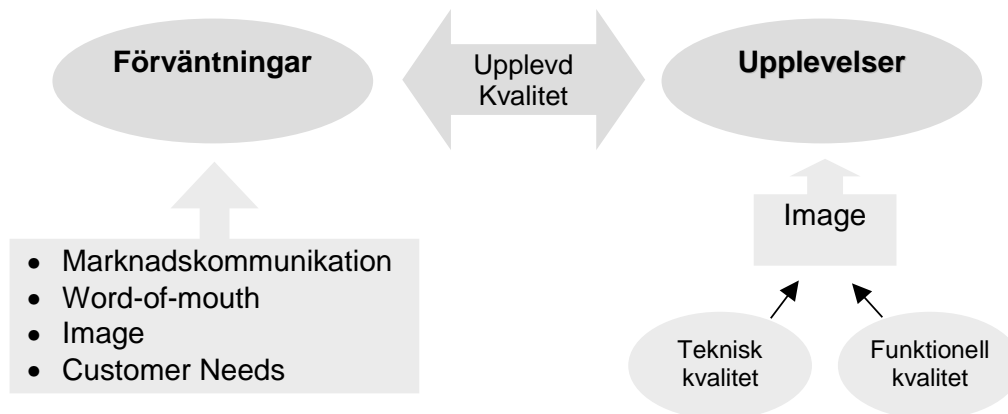 Förväntningar
Upplevd
Kvalitet
Upplevelser
• Marknadskommunikation
• Word-of-mouth
• Image
• Customer Needs
Image
Teknisk
kvalitet
Funktionell
kvalitet